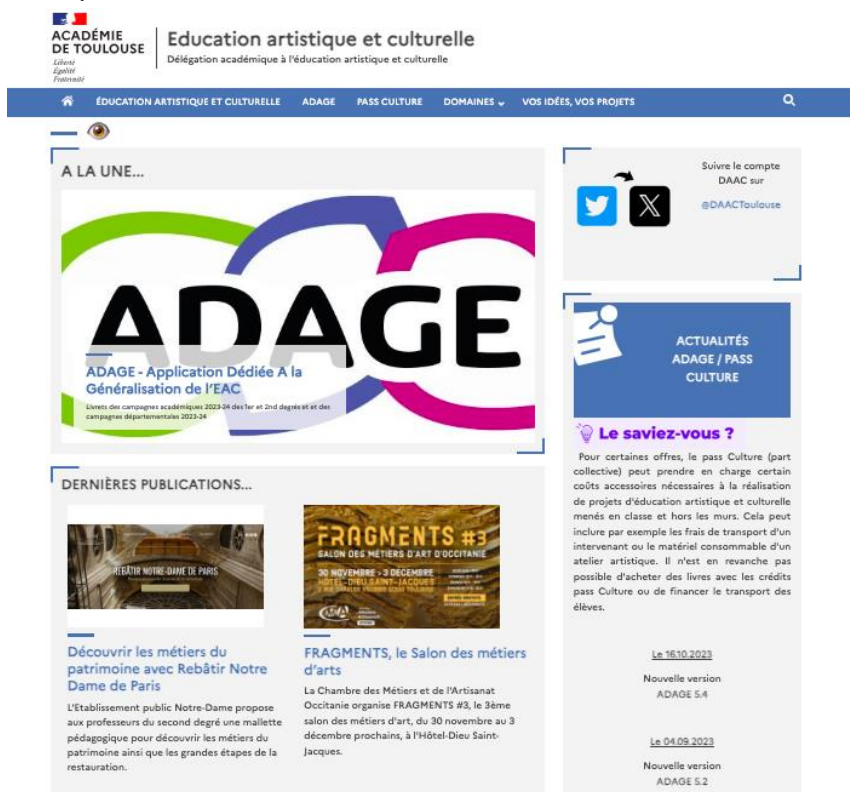 ACADÉMIE
DE TOULOUSE
Liberté
Égalité
Fraternité
Education artistique et culturelle
Délégation académique à l'éducation artistique et culturelle
ÉDUCATION ARTISTIQUE ET CULTURELLE ADAGE PASS CULTURE DOMAINES VOS IDÉES, VOS PROJETS
A LA UNE...
ADAGE
ADAGE - Application Dédiée A la
Généralisation de l'EAC
Livrets des campagnes académiques 2023-24 des 1er et 2nd degrés et et des
campagnes départementales 2023-24
DERNIÈRES PUBLICATIONS...
REBÂTIR NOTRE-DAME DE PARIS
Découvrir les métiers du
patrimoine avec Rebâtir Notre
Dame de Paris
L'Etablissement public Notre-Dame propose
aux professeurs du second degré une mallette
pédagogique pour découvrir les métiers du
patrimoine ainsi que les grandes étapes de la
restauration.
FRAGMENTS #3
SALON DES MÉTIERS D'ART D'OCCITANIE
30 NOVEMBRE > 3 DECEMBRE
HÔTEL-DIEU SAINT-JACQUES
FRAGMENTS, le Salon des métiers
d'arts
La Chambre des Métiers et de l'Artisanat
Occitanie organise FRAGMENTS #3, le 3ème
salon des métiers d'art, du 30 novembre au 3
décembre prochains, à l'Hôtel-Dieu Saint-
Jacques.
Suivre le compte
DAAC sur
@DAACToulouse
ACTUALITÉS
ADAGE / PASS
CULTURE
Le saviez-vous ?
Pour certaines offres, le pass Culture (part
collective) peut prendre en charge certain
coûts accessoires nécessaires à la réalisation
de projets d'éducation artistique et culturelle
menés en classe et hors les murs. Cela peut
inclure par exemple les frais de transport d'un
intervenant ou le matériel consommable d'un
atelier artistique. Il n'est en revanche pas
possible d'acheter des livres avec les crédits
pass Culture ou de financer le transport des
élèves.
Le 16.10.2023
Nouvelle version
ADAGE 5.4
Le 04.09.2023
Nouvelle version
ADAGE 5.2